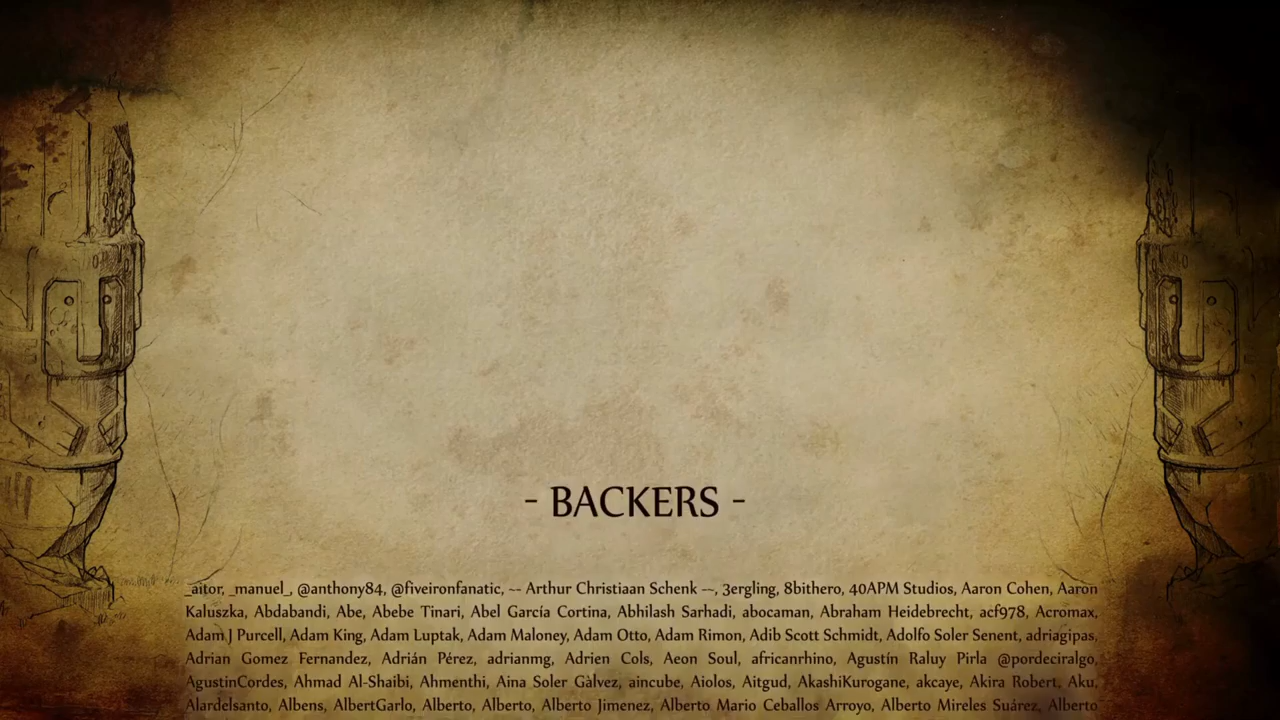 - BACKERS -
_aitor, _manuel_, @anthony84, @fiveironfanatic, -- Arthur Christiaan Schenk --, 3ergling, 8bithero, 40APM Studios, Aaron Cohen, Aaron
Kaluszka, Abdabandi, Abe, Abebe Tinari, Abel García Cortina, Abhilash Sarhadi, abocaman, Abraham Heidebrecht, acf978, Acromax,
Adam J Purcell, Adam King, Adam Luptak, Adam Maloney, Adam Otto, Adam Rimon, Adib Scott Schmidt, Adolfo Soler Senent, adriagipas,
Adrian Gomez Fernandez, Adrián Pérez, adrianmg, Adrien Cols, Aeon Soul, africanrhino, Agustín Raluy Pirla @pordeciralgo,
AgustinCordes, Ahmad Al-Shaibi, Ahmenthi, Aina Soler Gàlvez, aincube, Aiolos, Aitgud, AkashiKurogane, akcaye, Akira Robert, Aku,
Alardelsanto, Albens, AlbertGarlo, Alberto, Alberto, Alberto Jimenez, Alberto Mario Ceballos Arroyo, Alberto Mireles Suárez, Alberto